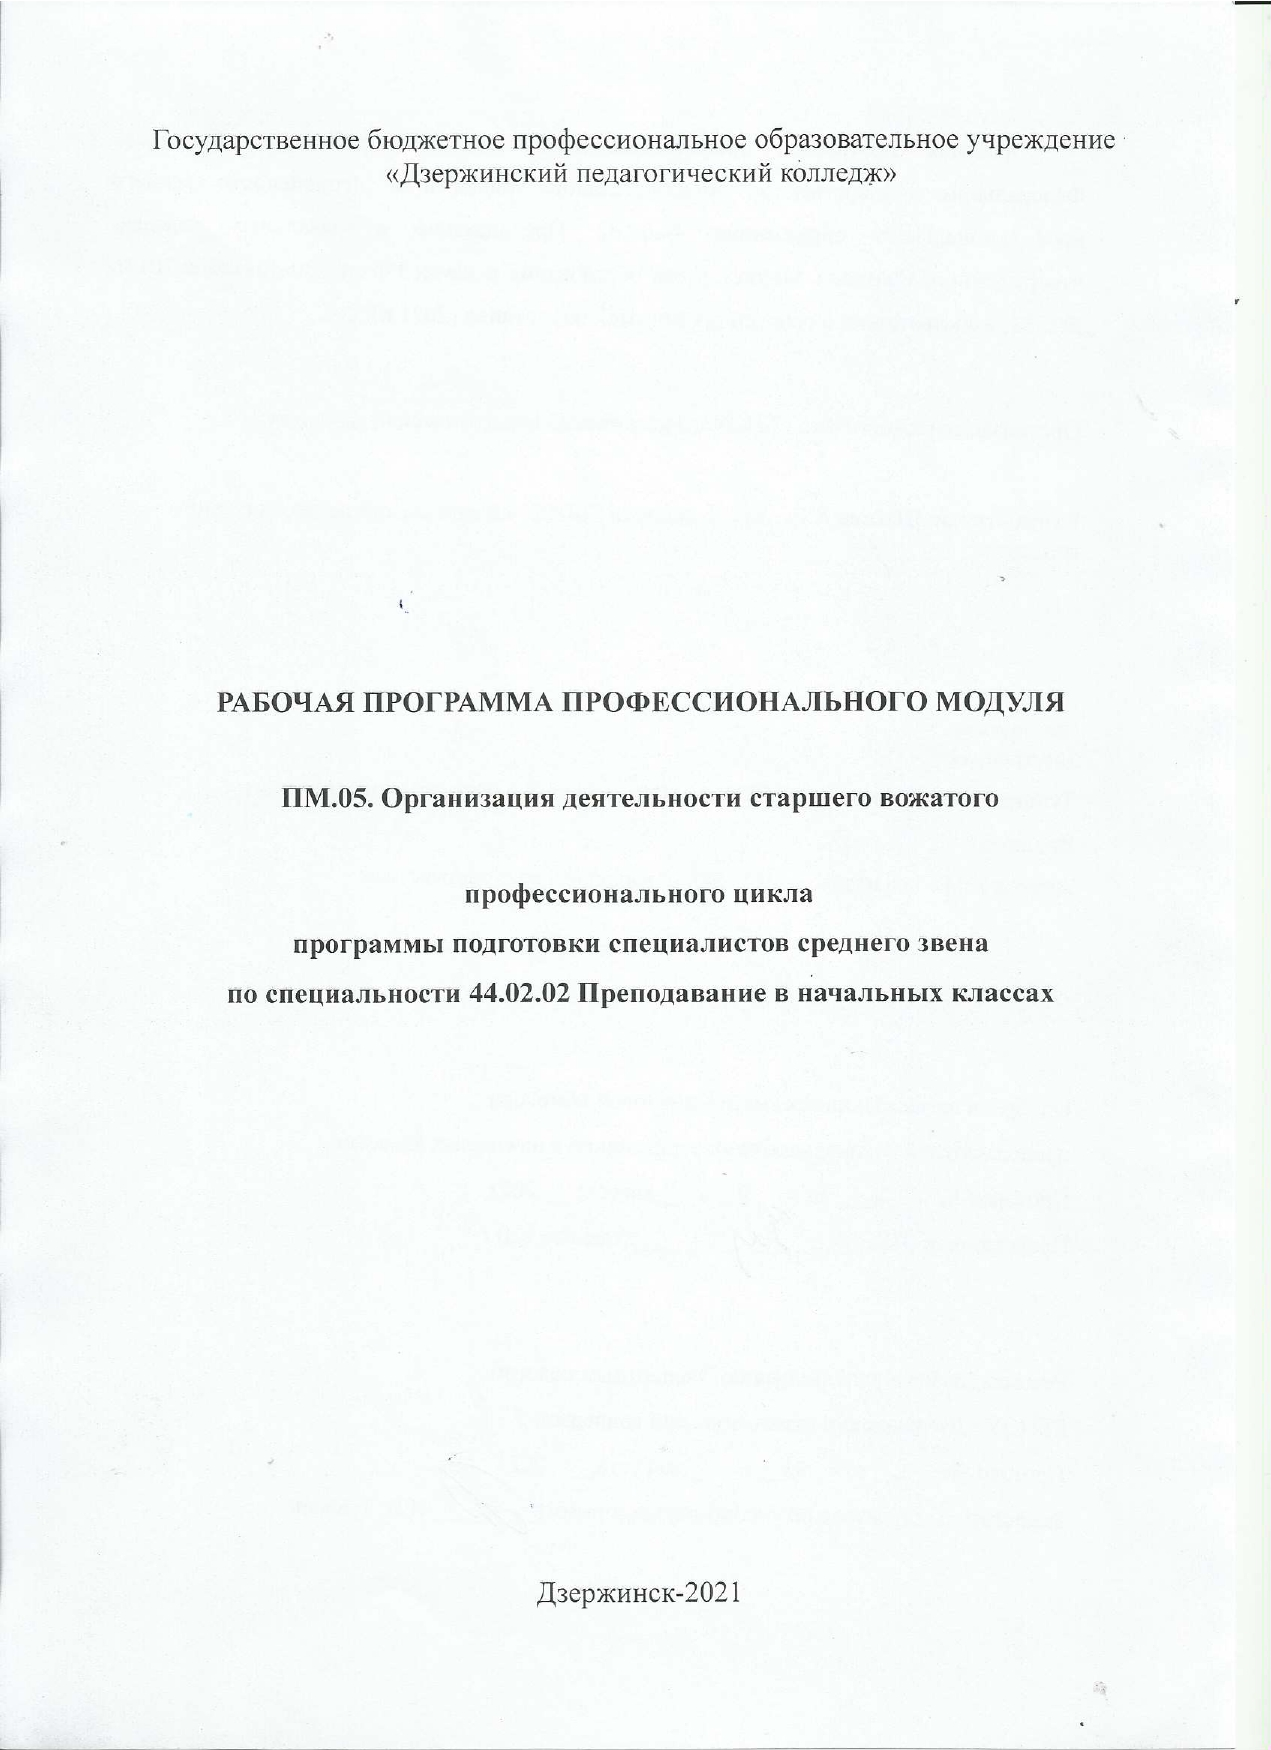 Государственное бюджетное профессиональное образовательное учреждение
«Дзержинский педагогический колледж»
РАБОЧАЯ ПРОГРАММА ПРОФЕССИОНАЛЬНОГО МОДУЛЯ
ПМ.05. Организация деятельности старшего вожатого
профессионального цикла
программы подготовки специалистов среднего звена
по специальности 44.02.02 Преподавание в начальных классах
Дзержинск-2021